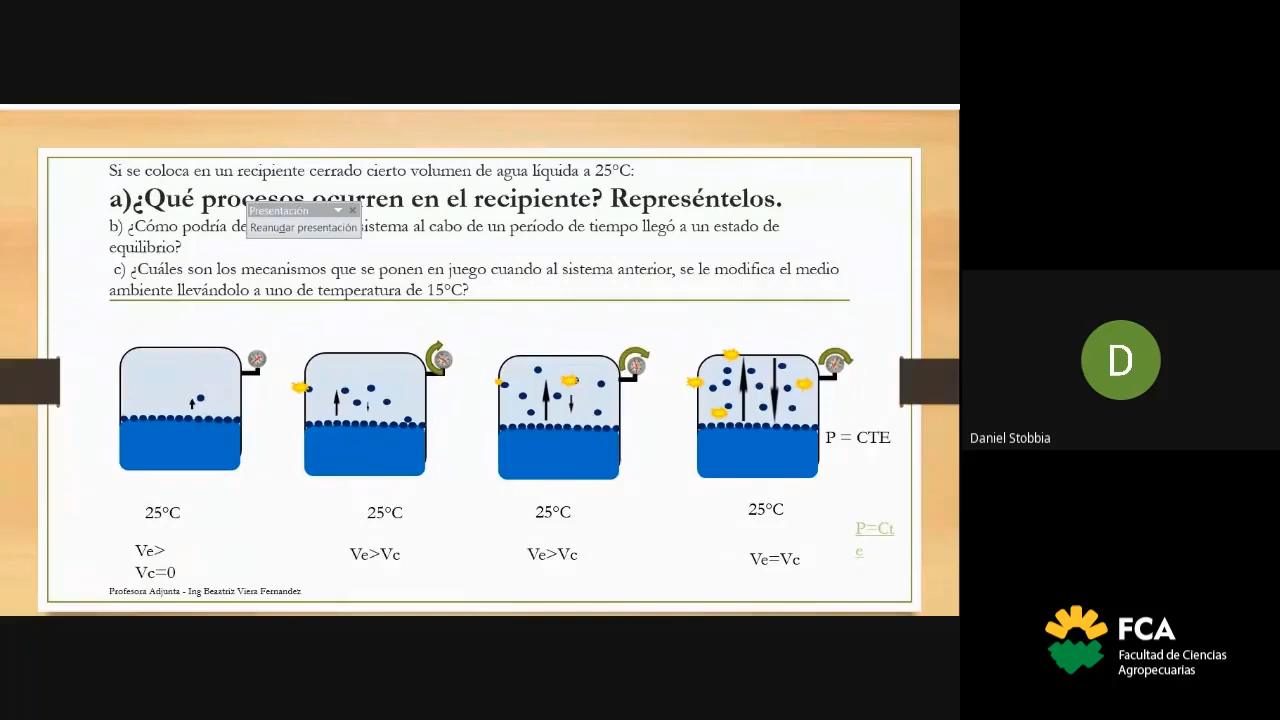 Si se coloca en un recipiente cerrado cierto volumen de agua líquida a 25°C:
a)¿Qué procesos ocurren en el recipiente? Represéntelos.
Presentación
Reanudar presentación
b) ¿Cómo podría de sistema al cabo de un período de tiempo llegó a un estado de
equilibrio?
c) ¿Cuáles son los mecanismos que se ponen en juego cuando al sistema anterior, se le modifica el medio
ambiente llevándolo a uno de temperatura de 15°C?
P = CTE
25°C
25°C
25°C
25°C
Ve>
Vc=0
Ve>Vc
Ve>Vc
Ve=Vc
P=Ct
e
Profesora Adjunta - Ing Beaatriz Viera Fernandez
D
Daniel Stobbia
FCA
Facultad de Ciencias
Agropecuarias